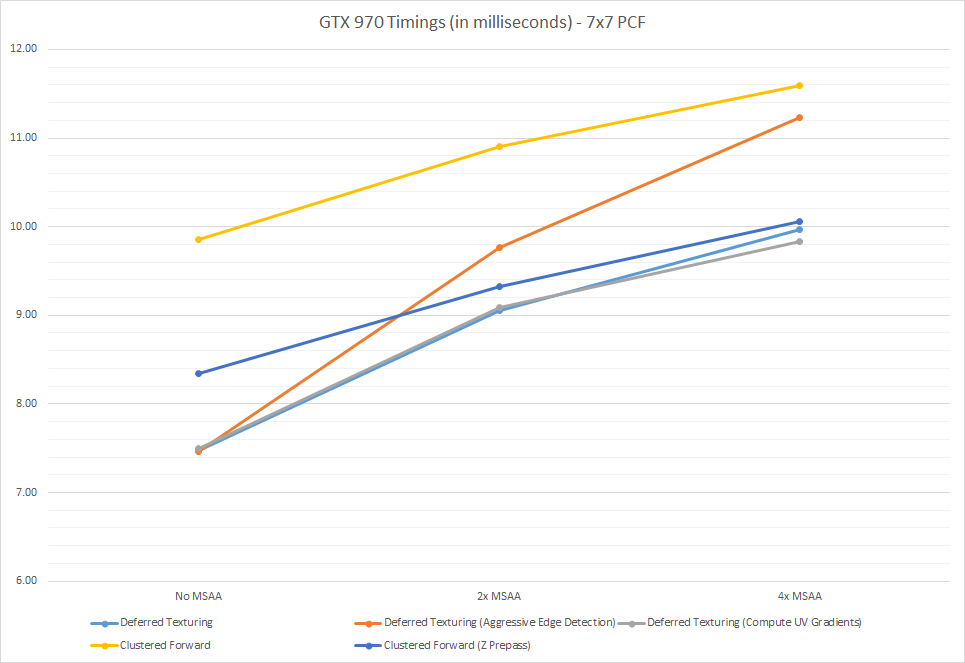 GTX 970 Timings (in milliseconds) - 7x7 PCF
12.00
11.00
10.00
9.00
8.00
7.00
6.00
No MSAA 2x MSAA 4x MSAA
Deferred Texturing Deferred Texturing (Aggressive Edge Detection) Deferred Texturing (Compute UV Gradients)
Clustered Forward Clustered Forward (Z Prepass)